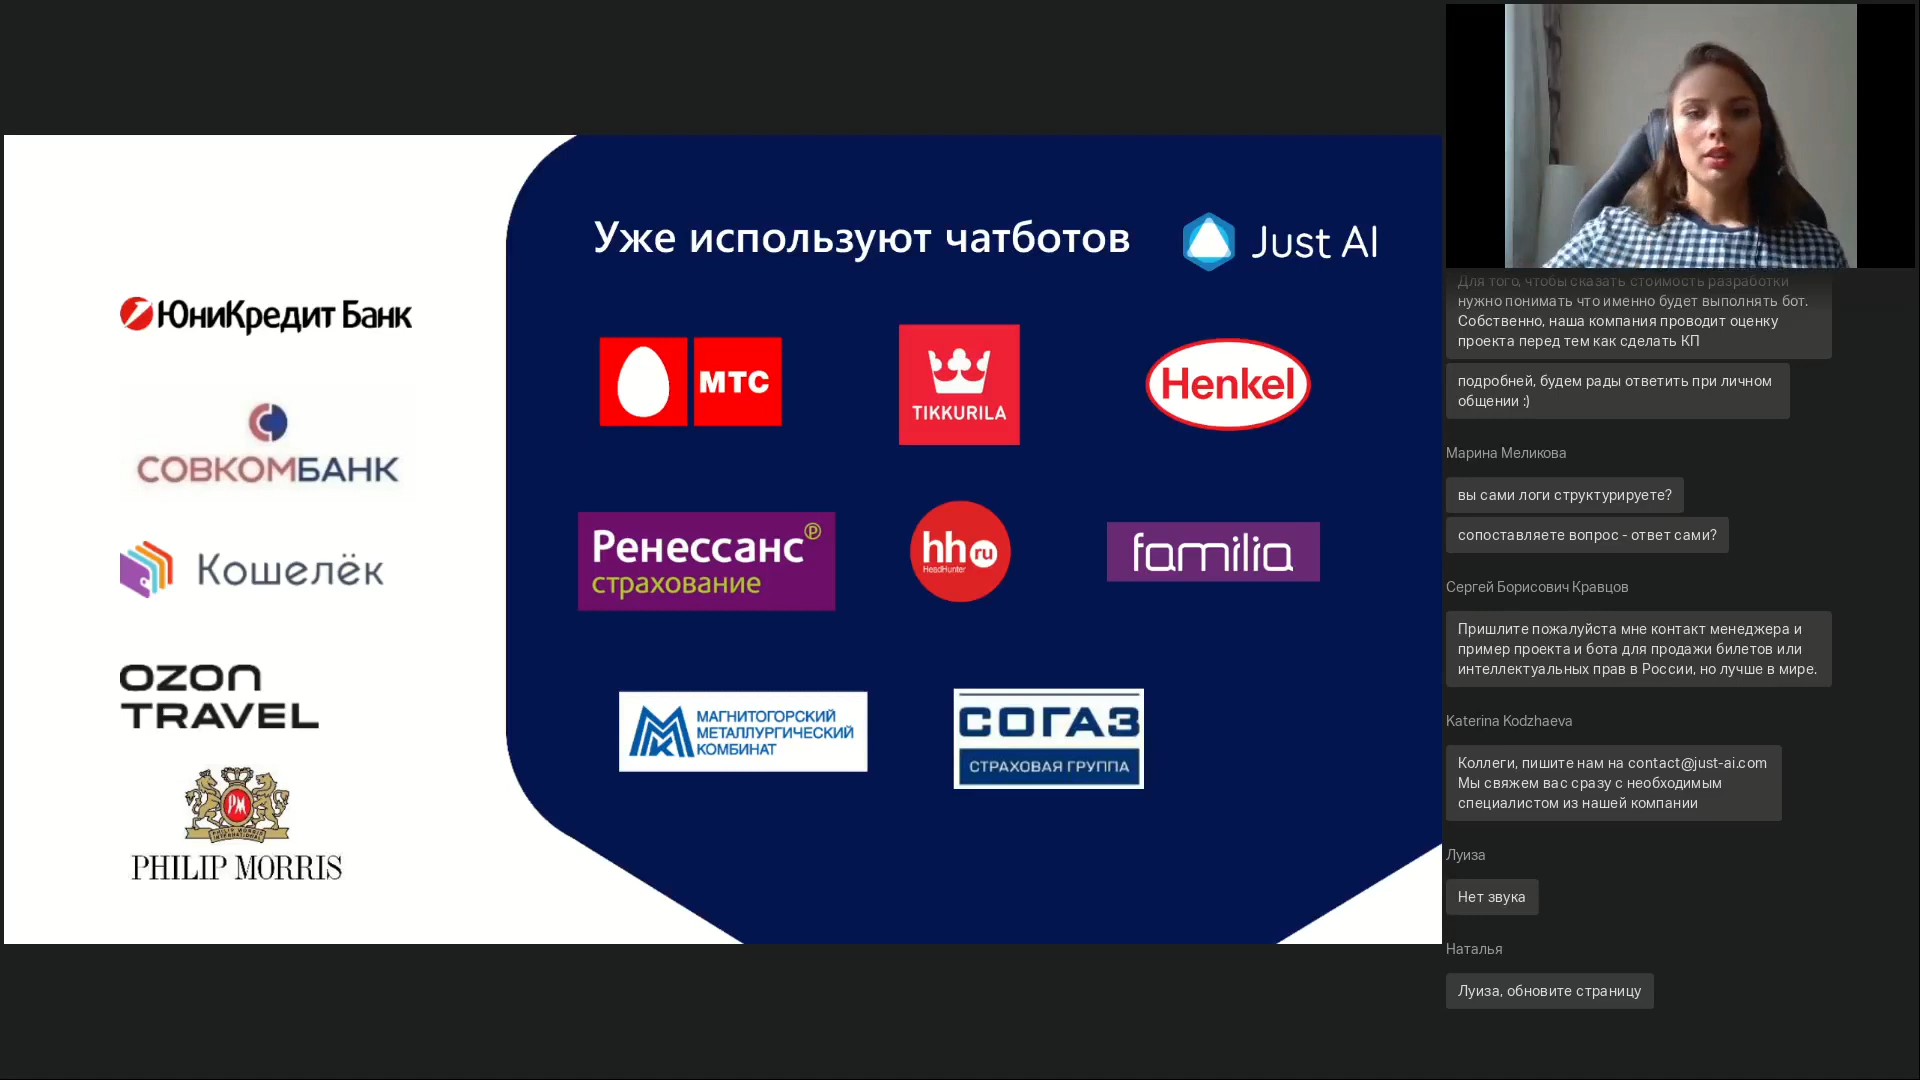 Уже используют чатботов
Just AI
ЮниКредит Банк
СОВКОМБАНК
Кошелёк
OZON
TRAVEL
PM
PHILIP MORRIS
INTERNATIONAL
PHILIP MORRIS
МТС
TIKKURILA
Henkel
Ренессанс Р
страхование
hh ru
HeadHunter
familia
МАГНИТОГОРСКИЙ
МЕТАЛЛУРГИЧЕСКИЙ
КОМБИНАТ
СОГАЗ
СТРАХОВАЯ ГРУППА
Для того, чтобы сказать стоимость разработки
нужно понимать что именно будет выполнять бот.
Собственно, наша компания проводит оценку
проекта перед тем как сделать КП
подробней, будем рады ответить при личном
общении :)
Марина Меликова
вы сами логи структурируете?
сопоставляете вопрос - ответ сами?
Сергей Борисович Кравцов
Пришлите пожалуйста мне контакт менеджера и
пример проекта и бота для продажи билетов или
интеллектуальных прав в России, но лучше в мире.
Katerina Kodzhaeva
Коллеги, пишите нам на contact@just-ai.com
Мы свяжем вас сразу с необходимым
специалистом из нашей компании
Луиза
Нет звука
Наталья
Луиза, обновите страницу